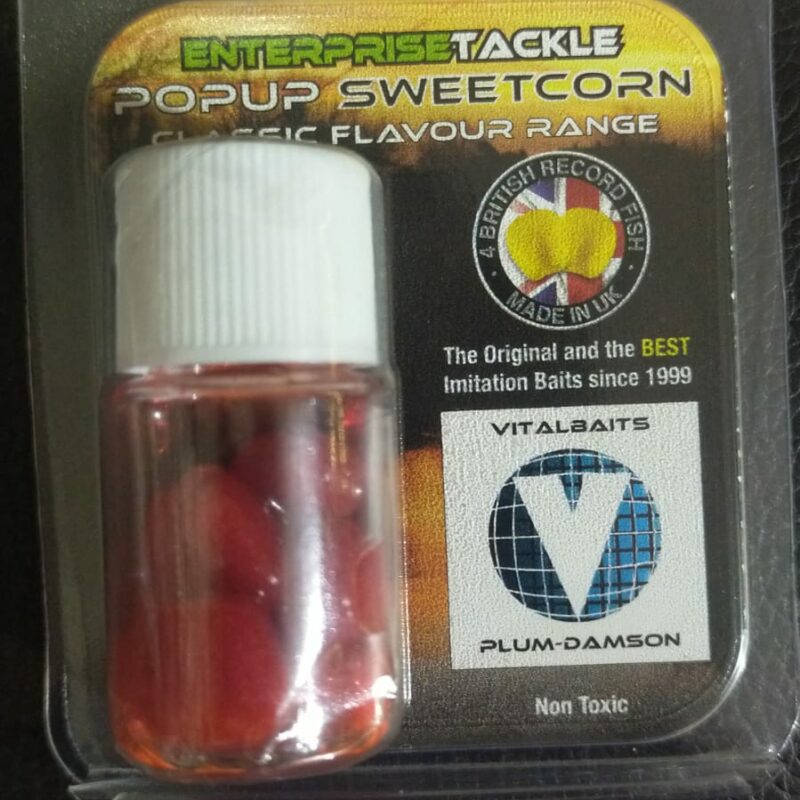 ENTERPRISETACKLE
POPUP SWEETCORN
CLASSIC FLAVOUR RANGE
4 BRITISH RECORD FISH
MADE IN UK
The Original and the BEST
Imitation Baits since 1999
VITALBAITS
V
PLUM-DAMSON
Non Toxic